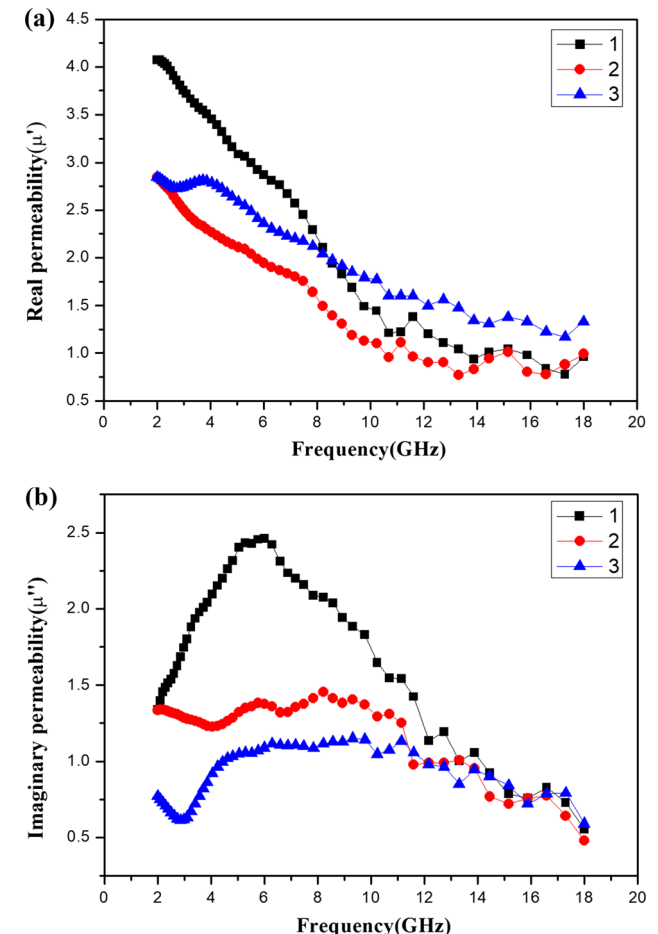 (a)
4.5
4.0
3.5
3.0
2.5
2.0
1.5
1.0
0.5
Real permeability(μ')
1
2
3
0 2 4 6 8 10 12 14 16 18 20
Frequency(GHz)
(b)
2.5
2.0
1.5
1.0
0.5
Imaginary permeability(μ'')
1
2
3
0 2 4 6 8 10 12 14 16 18 20
Frequency(GHz)